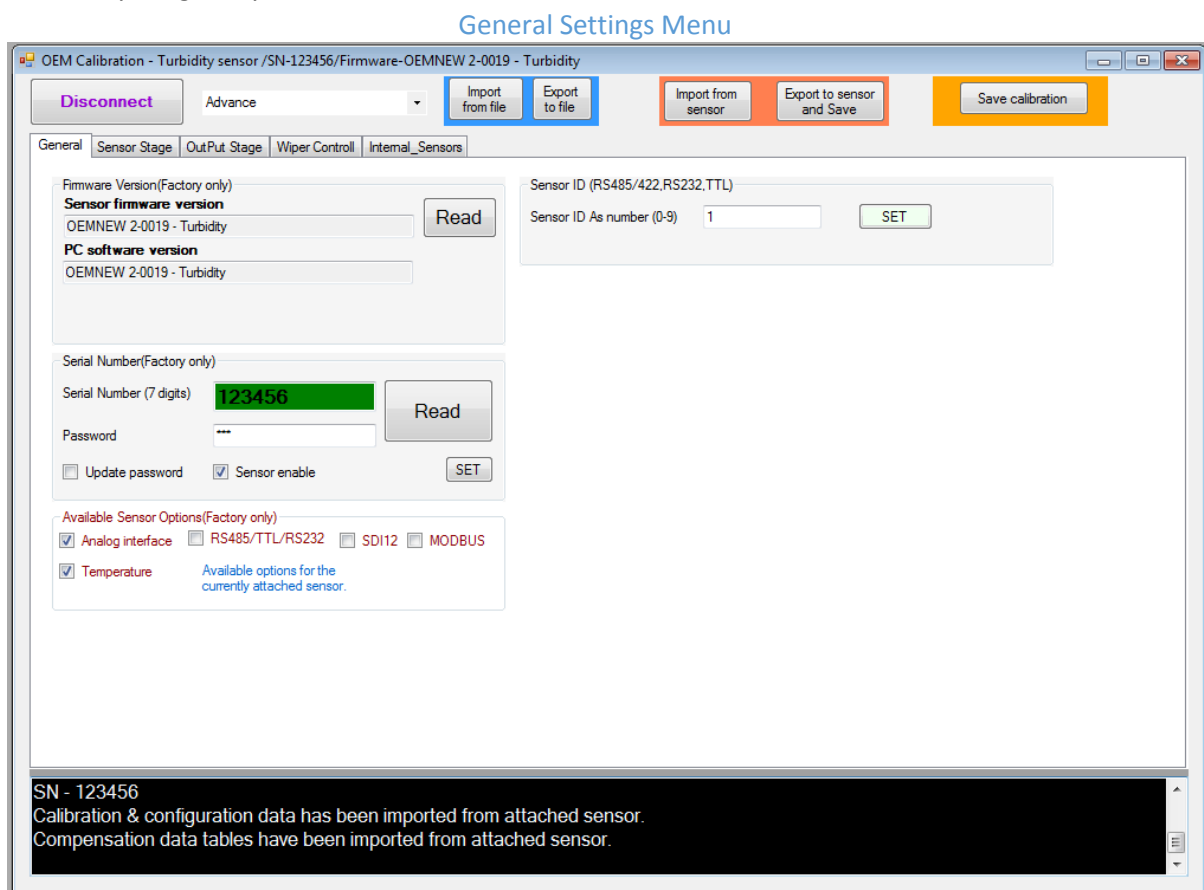 General Settings Menu
OEM Calibration - Turbidity sensor /SN-123456/Firmware-OEMNEW 2-0019 - Turbidity
Disconnect
Advance
Import
from file
Export
to file
Import from
sensor
Export to sensor
and Save
Save calibration
General
Sensor Stage
OutPut Stage
Wiper Controll
Internal_Sensors
Firmware Version(Factory only)
Sensor firmware version
OEMNEW 2-0019 - Turbidity
Read
PC software version
OEMNEW 2-0019 - Turbidity
Sensor ID (RS485/422,RS232,TTL)
Sensor ID As number (0-9)
1
SET
Serial Number(Factory only)
Serial Number (7 digits)
123456
Read
Password
***
Update password
Sensor enable
SET
Available Sensor Options(Factory only)
Analog interface
RS485/TTL/RS232
SDI12
MODBUS
Temperature
Available options for the
currently attached sensor.
SN - 123456
Calibration & configuration data has been imported from attached sensor.
Compensation data tables have been imported from attached sensor.